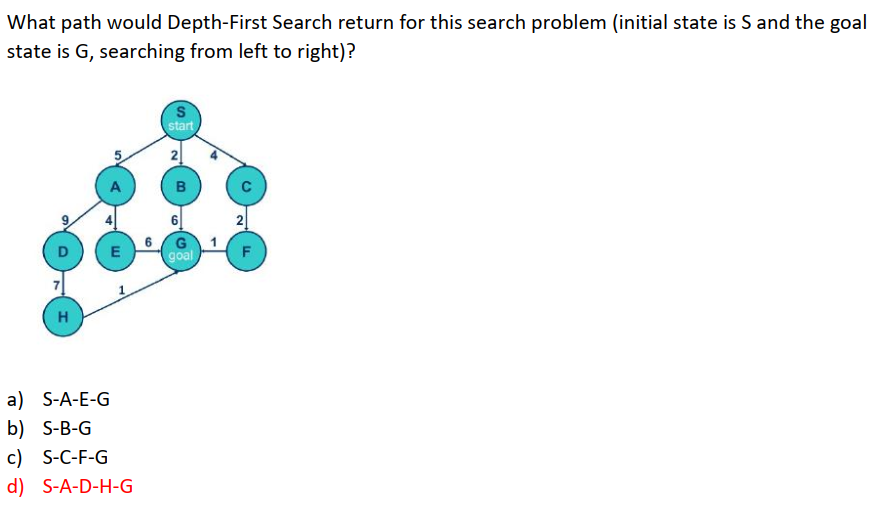 What path would Depth-First Search return for this search problem (initial state is S and the goal
state is G, searching from left to right)?
S
start
5 2 4
A B C
9 4 6 2
D E 6 G 1 F
goal
7 1
H
a) S-A-E-G
b) S-B-G
c) S-C-F-G
d) S-A-D-H-G